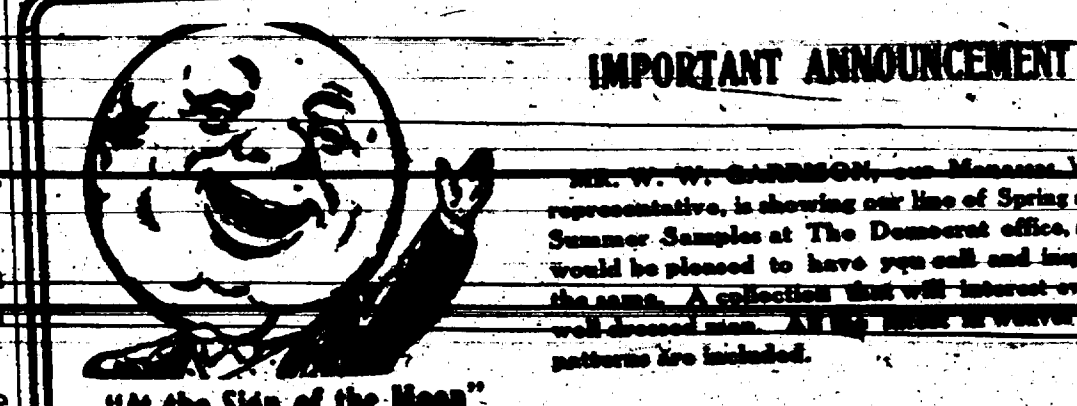 IMPORTANT ANNOUNCEMENT
MR. W. W. GARRISON, our Manassas
representative, is showing our line of Spring
Summer Samples at The Democrat office,
would be pleased to have you call and
the same. A collection that will interest
well-dressed man. All the in
patterns are included.
"At the Sign of the Moon"